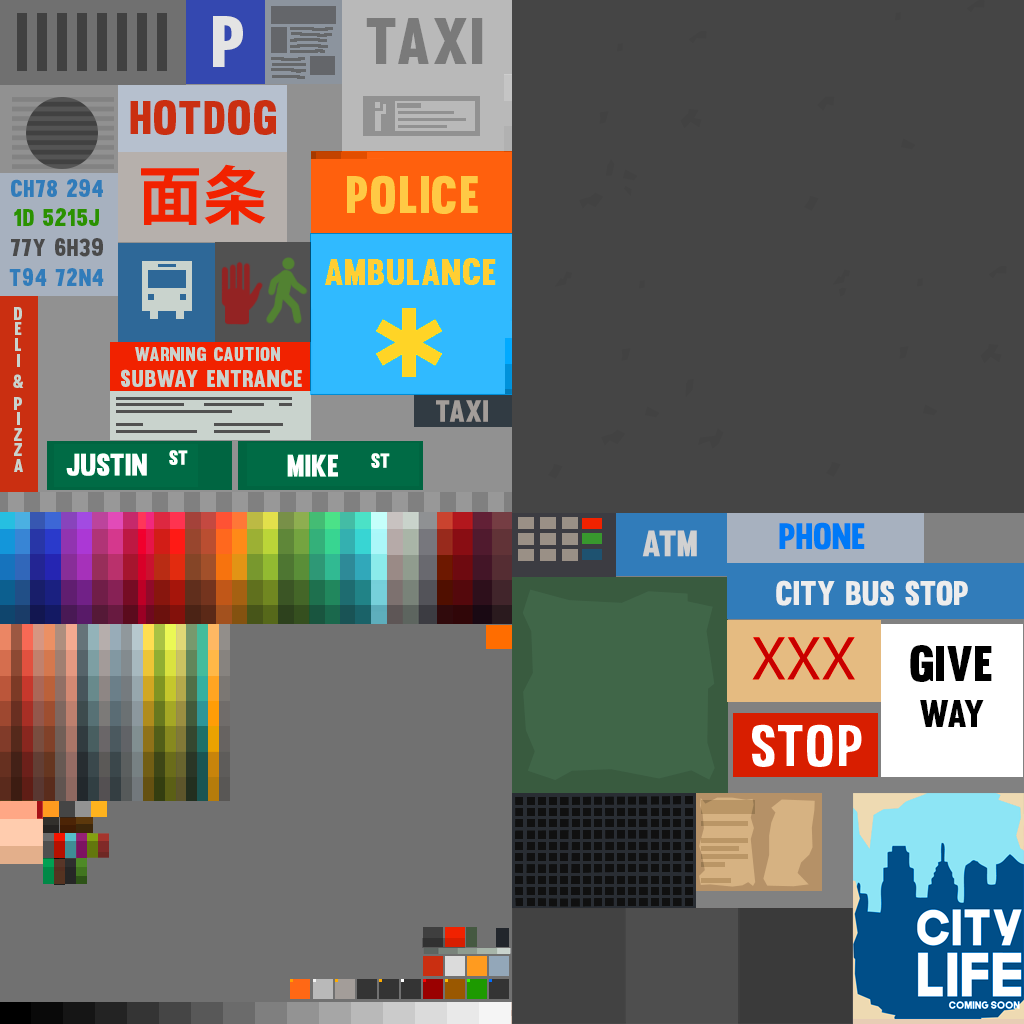 P
TAXI
HOTDOG
面条
CH78 294
1D 5215J
77Y 6H39
T94 72N4
POLICE
AMBULANCE
DELI & PIZZA
WARNING CAUTION
SUBWAY ENTRANCE
TAXI
JUSTIN ST
MIKE ST
ATM
PHONE
CITY BUS STOP
XXX
GIVE
WAY
STOP
CITY
LIFE
COMING SOON